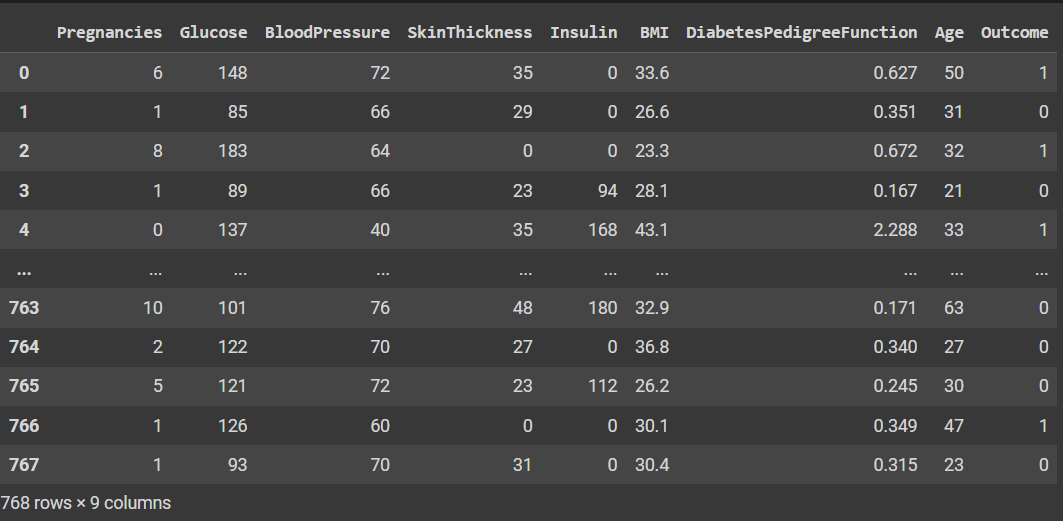 Pregnancies Glucose BloodPressure SkinThickness Insulin BMI DiabetesPedigreeFunction Age Outcome
0 6 148 72 35 0 33.6 0.627 50 1
1 1 85 66 29 0 26.6 0.351 31 0
2 8 183 64 0 0 23.3 0.672 32 1
3 1 89 66 23 94 28.1 0.167 21 0
4 0 137 40 35 168 43.1 2.288 33 1
... ... ... ... ... ... ... ... ... ...
763 10 101 76 48 180 32.9 0.171 63 0
764 2 122 70 27 0 36.8 0.340 27 0
765 5 121 72 23 112 26.2 0.245 30 0
766 1 126 60 0 0 30.1 0.349 47 1
767 1 93 70 31 0 30.4 0.315 23 0
768 rows × 9 columns